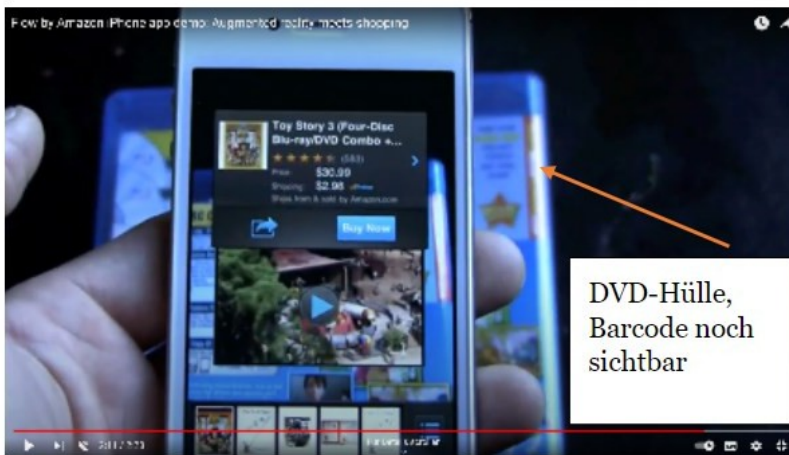 Flow by Amazon iPhone app demo: Augmented reality meets shopping
Toy Story 3 (Four-Disc
Blu-ray/DVD Combo +...
(583)
Price: $30.99
Shipping: $2.98
Ships from & sold by Amazon.com
Buy Now
DVD-Hülle,
Barcode noch
sichtbar